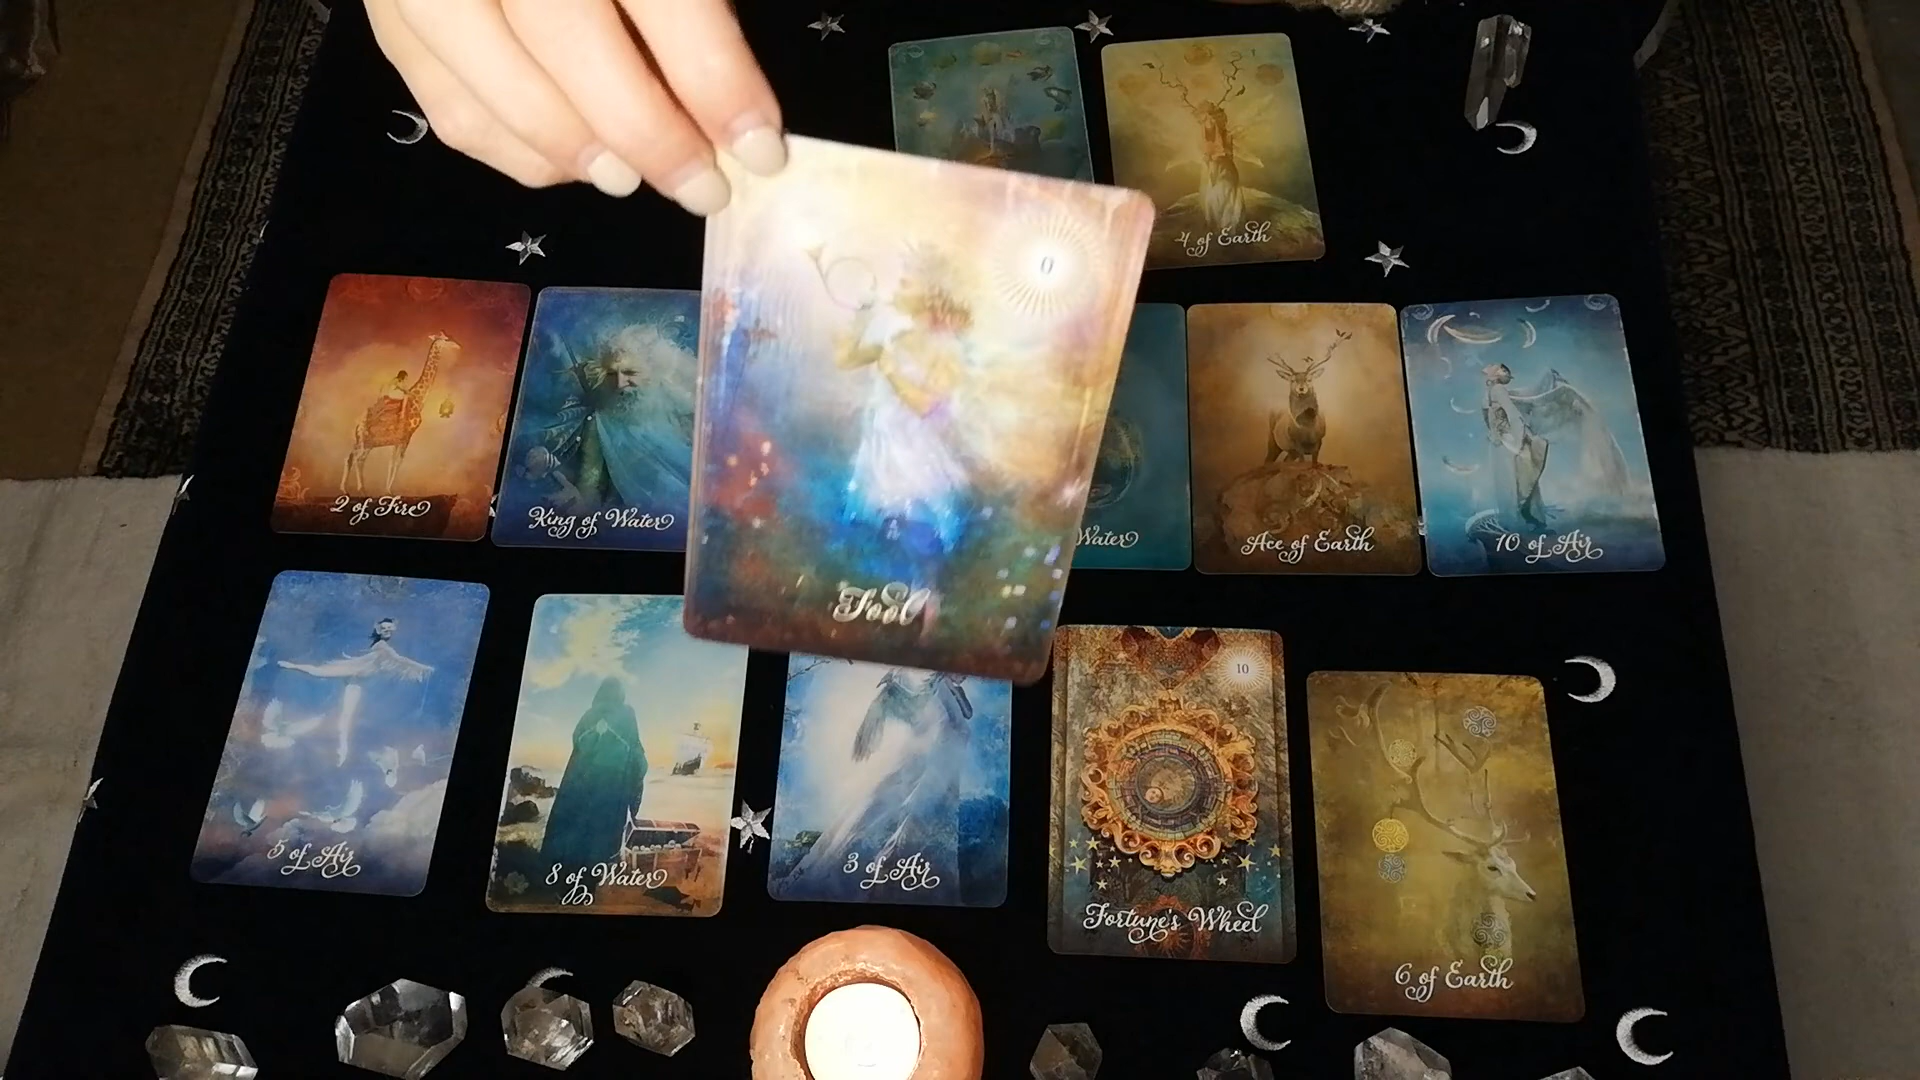 4 of Earth
0
2 of Fire
King of Water
Water
Ace of Earth
10 of Air
Fool
5 of Air
8 of Water
3 of Air
10
Fortune's Wheel
6 of Earth